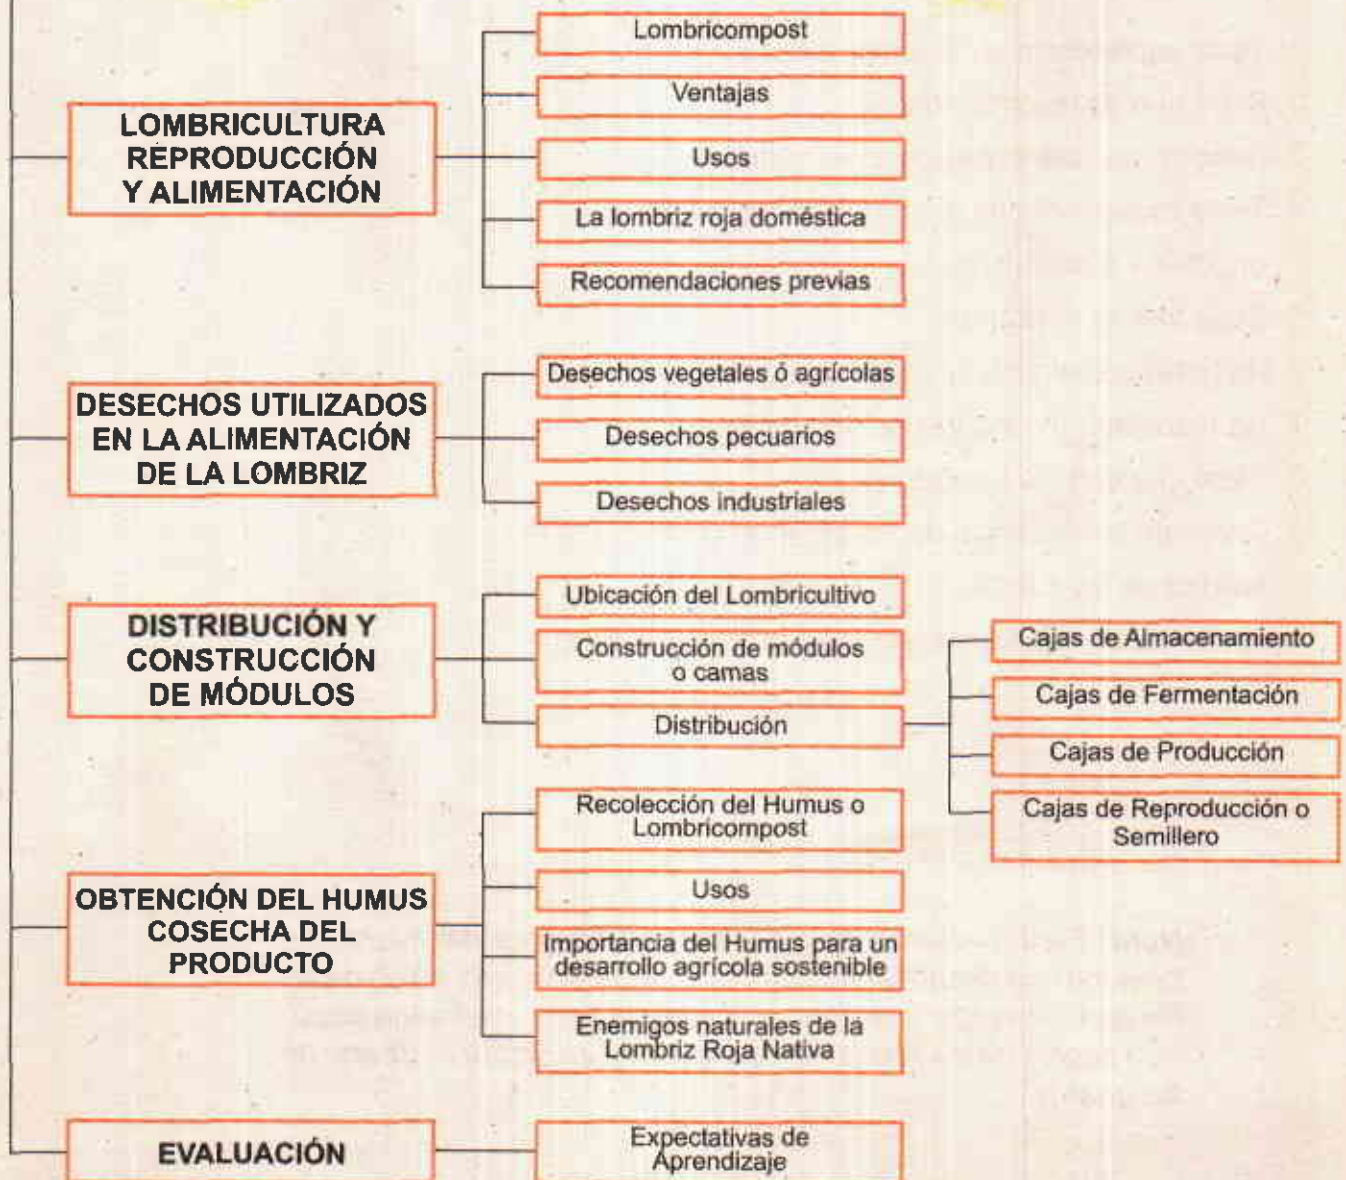 Lombricompost
Ventajas
LOMBRICULTURA
REPRODUCCIÓN
Y ALIMENTACIÓN
Usos
La lombriz roja doméstica
Recomendaciones previas
DESECHOS UTILIZADOS
EN LA ALIMENTACIÓN
DE LA LOMBRIZ
Desechos vegetales ó agrícolas
Desechos pecuarios
Desechos industriales
DISTRIBUCIÓN Y
CONSTRUCCIÓN
DE MÓDULOS
Ubicación del Lombricultivo
Construcción de módulos
o camas
Distribución
Cajas de Almacenamiento
Cajas de Fermentación
Cajas de Producción
Cajas de Reproducción o
Semillero
OBTENCIÓN DEL HUMUS
COSECHA DEL
PRODUCTO
Recolección del Humus o
Lombricompost
Usos
Importancia del Humus para un
desarrollo agrícola sostenible
Enemigos naturales de la
Lombriz Roja Nativa
EVALUACIÓN
Expectativas de
Aprendizaje